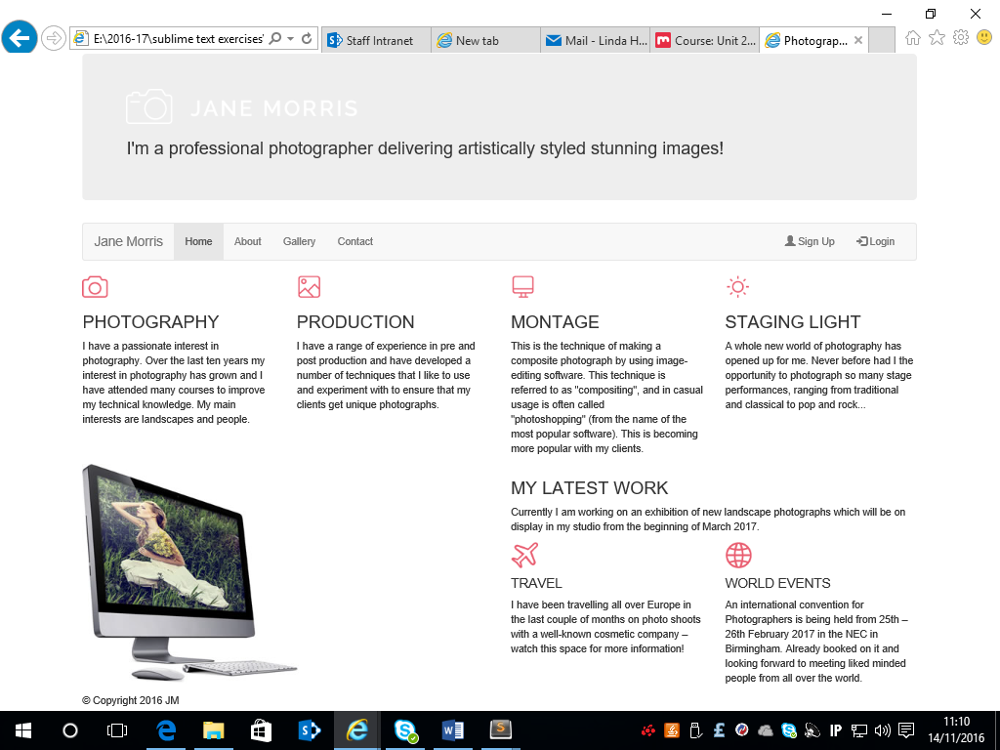 E:\2016-17\sublime text exercises'
Staff Intranet
New tab
Mail - Linda H...
Course: Unit 2...
Photograp...
JANE MORRIS
I'm a professional photographer delivering artistically styled stunning images!
Jane Morris
Home
About
Gallery
Contact
Sign Up
Login
PHOTOGRAPHY
I have a passionate interest in
photography. Over the last ten years my
interest in photography has grown and I
have attended many courses to improve
my technical knowledge. My main
interests are landscapes and people.
PRODUCTION
I have a range of experience in pre and
post production and have developed a
number of techniques that I like to use
and experiment with to ensure that my
clients get unique photographs.
MONTAGE
This is the technique of making a
composite photograph by using image-
editing software. This technique is
referred to as "compositing", and in casual
usage is often called
"photoshopping" (from the name of the
most popular software). This is becoming
more popular with my clients.
STAGING LIGHT
A whole new world of photography has
opened up for me. Never before had I the
opportunity to photograph so many stage
performances, ranging from traditional
and classical to pop and rock...
MY LATEST WORK
Currently I am working on an exhibition of new landscape photographs which will be on
display in my studio from the beginning of March 2017.
TRAVEL
I have been travelling all over Europe in
the last couple of months on photo shoots
with a well-known cosmetic company –
watch this space for more information!
WORLD EVENTS
An international convention for
Photographers is being held from 25th –
26th February 2017 in the NEC in
Birmingham. Already booked on it and
looking forward to meeting liked minded
people from all over the world.
© Copyright 2016 JM
IP
11:10
14/11/2016